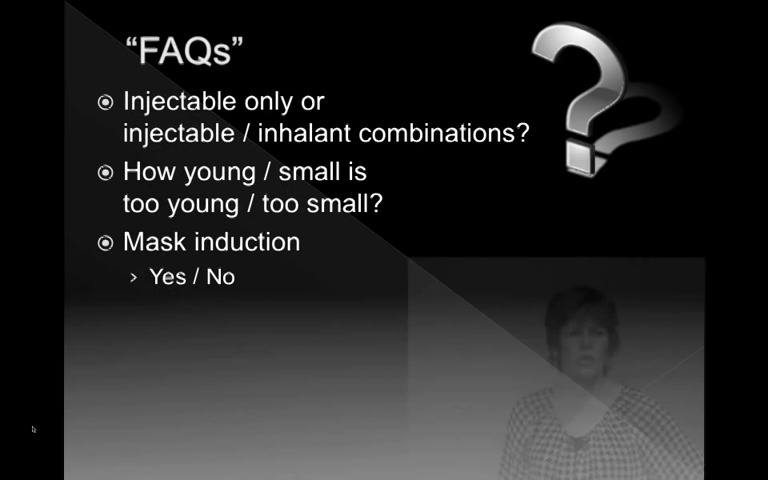 “FAQs”
Injectable only or
injectable / inhalant combinations?
How young / small is
too young / too small?
Mask induction
Yes / No